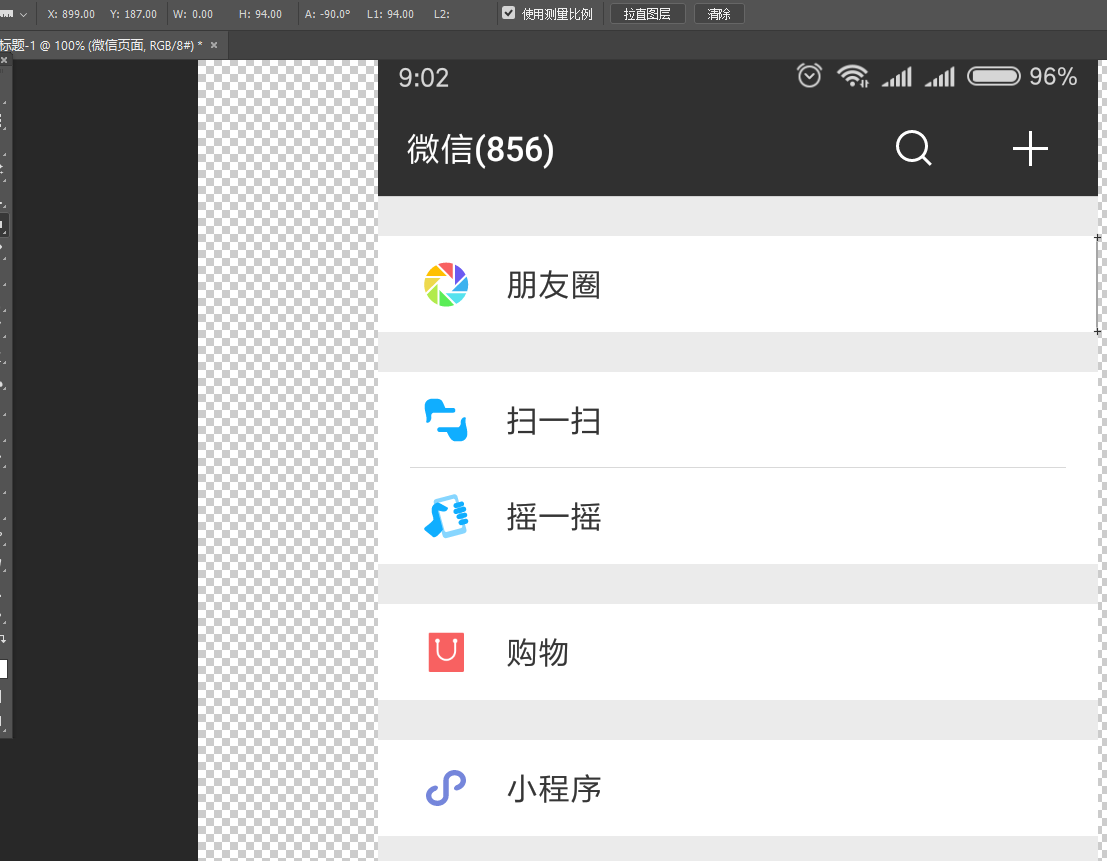 X: 899.00 Y: 187.00 W: 0.00 H: 94.00 A: -90.0° L1: 94.00 L2: 使用测量比例 拉直图层 清除
标题-1 @ 100% (微信页面, RGB/8#) * ×
9:02 96%
微信(856)
朋友圈
扫一扫
摇一摇
购物
小程序